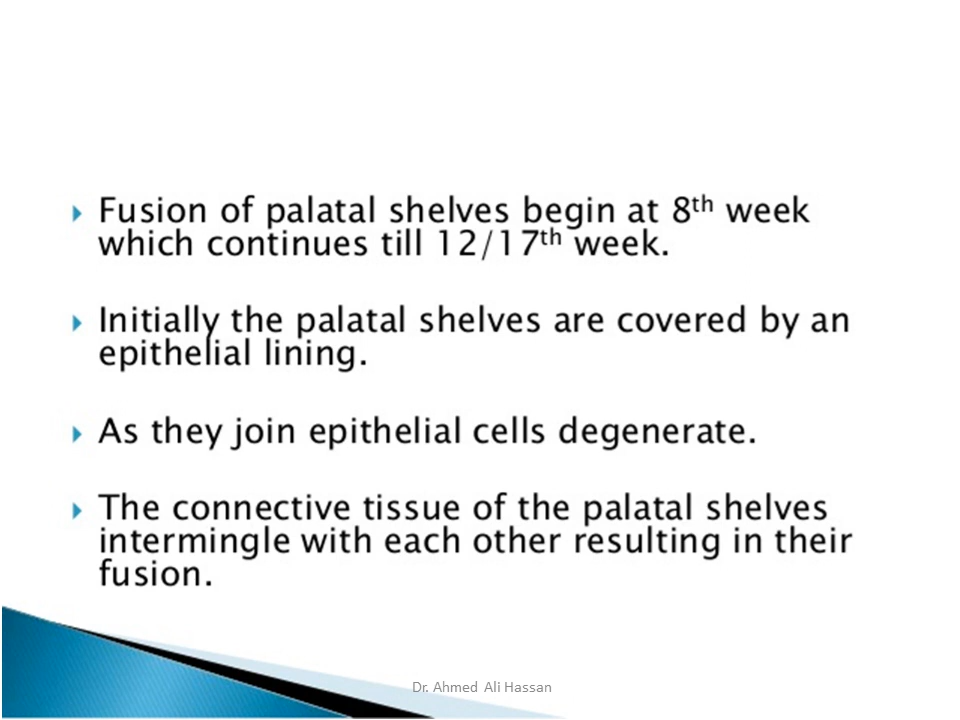 Fusion of palatal shelves begin at 8th week
which continues till 12/17th week.
Initially the palatal shelves are covered by an
epithelial lining.
As they join epithelial cells degenerate.
The connective tissue of the palatal shelves
intermingle with each other resulting in their
fusion.
Dr. Ahmed Ali Hassan